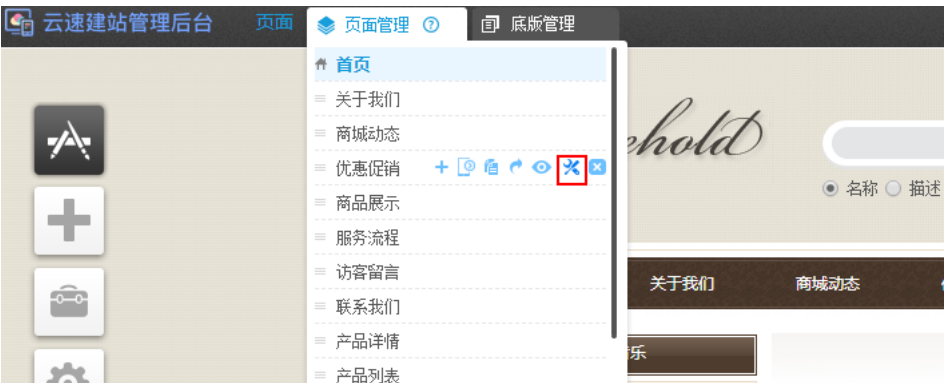 云速建站管理后台 页面 页面管理 ? 底版管理
首页
关于我们
商城动态
优惠促销
商品展示
服务流程
访客留言
联系我们
产品详情
产品列表
ehold
名称 描述
关于我们 商城动态
乐